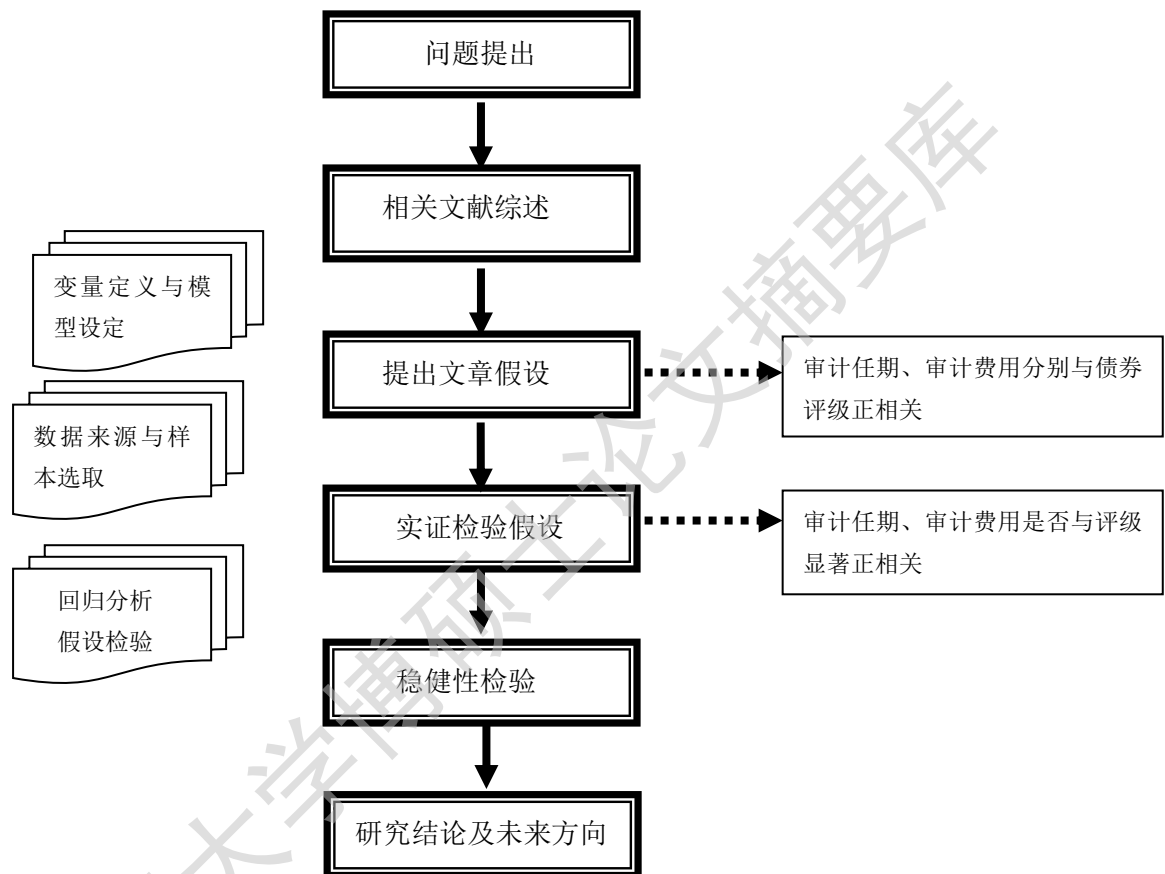 问题提出
相关文献综述
变量定义与模
型设定
提出文章假设
审计任期、审计费用分别与债券
评级正相关
数据来源与样
本选取
实证检验假设
审计任期、审计费用是否与评级
显著正相关
回归分析
假设检验
稳健性检验
研究结论及未来方向
大学博硕士论文摘要库